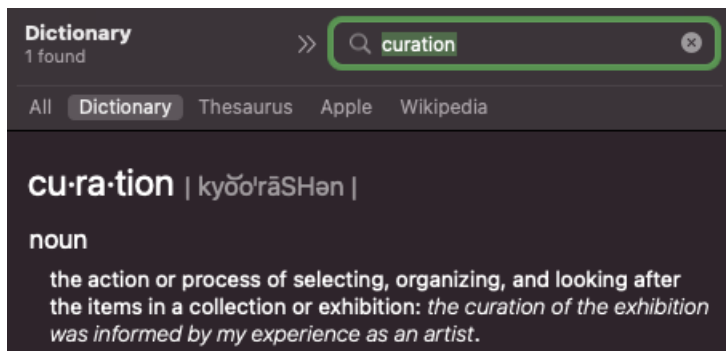 Dictionary
1 found
curation
All Dictionary Thesaurus Apple Wikipedia
cu·ra·tion | kyo͝oˈrāSHən |
noun
the action or process of selecting, organizing, and looking after
the items in a collection or exhibition: the curation of the exhibition
was informed by my experience as an artist.